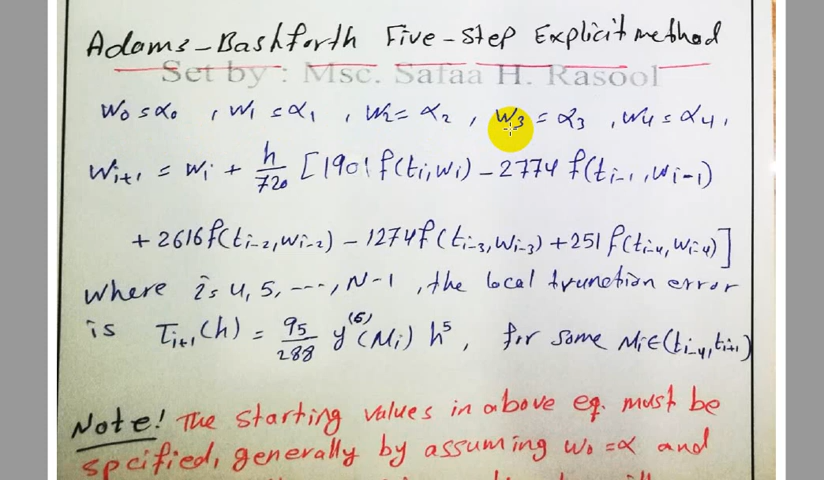 Adams-Bashforth Five-Step Explicit method
Set by : Msc. Safaa H. Rasool
W₀ = α₀ , W₁ = α₁ , W₂ = α₂ , W₃ = α₃ , W₄ = α₄ ,
Wᵢ₊₁ = Wᵢ + h/720 [1901 f(tᵢ, wᵢ) - 2774 f(tᵢ₋₁, wᵢ₋₁)
+ 2616 f(tᵢ₋₂, wᵢ₋₂) - 1274 f(tᵢ₋₃, wᵢ₋₃) + 251 f(tᵢ₋₄, wᵢ₋₄)]
where i = 4, 5, ---, N-1 , the local trunction error
is τᵢ₊₁(h) = 95/288 y⁽⁶⁾(Mᵢ) h⁵, for some Mᵢ ∈ (tᵢ₋₄, tᵢ₊₁)
Note! The starting values in above eq. must be
spcified, generally by assuming w₀ = α and